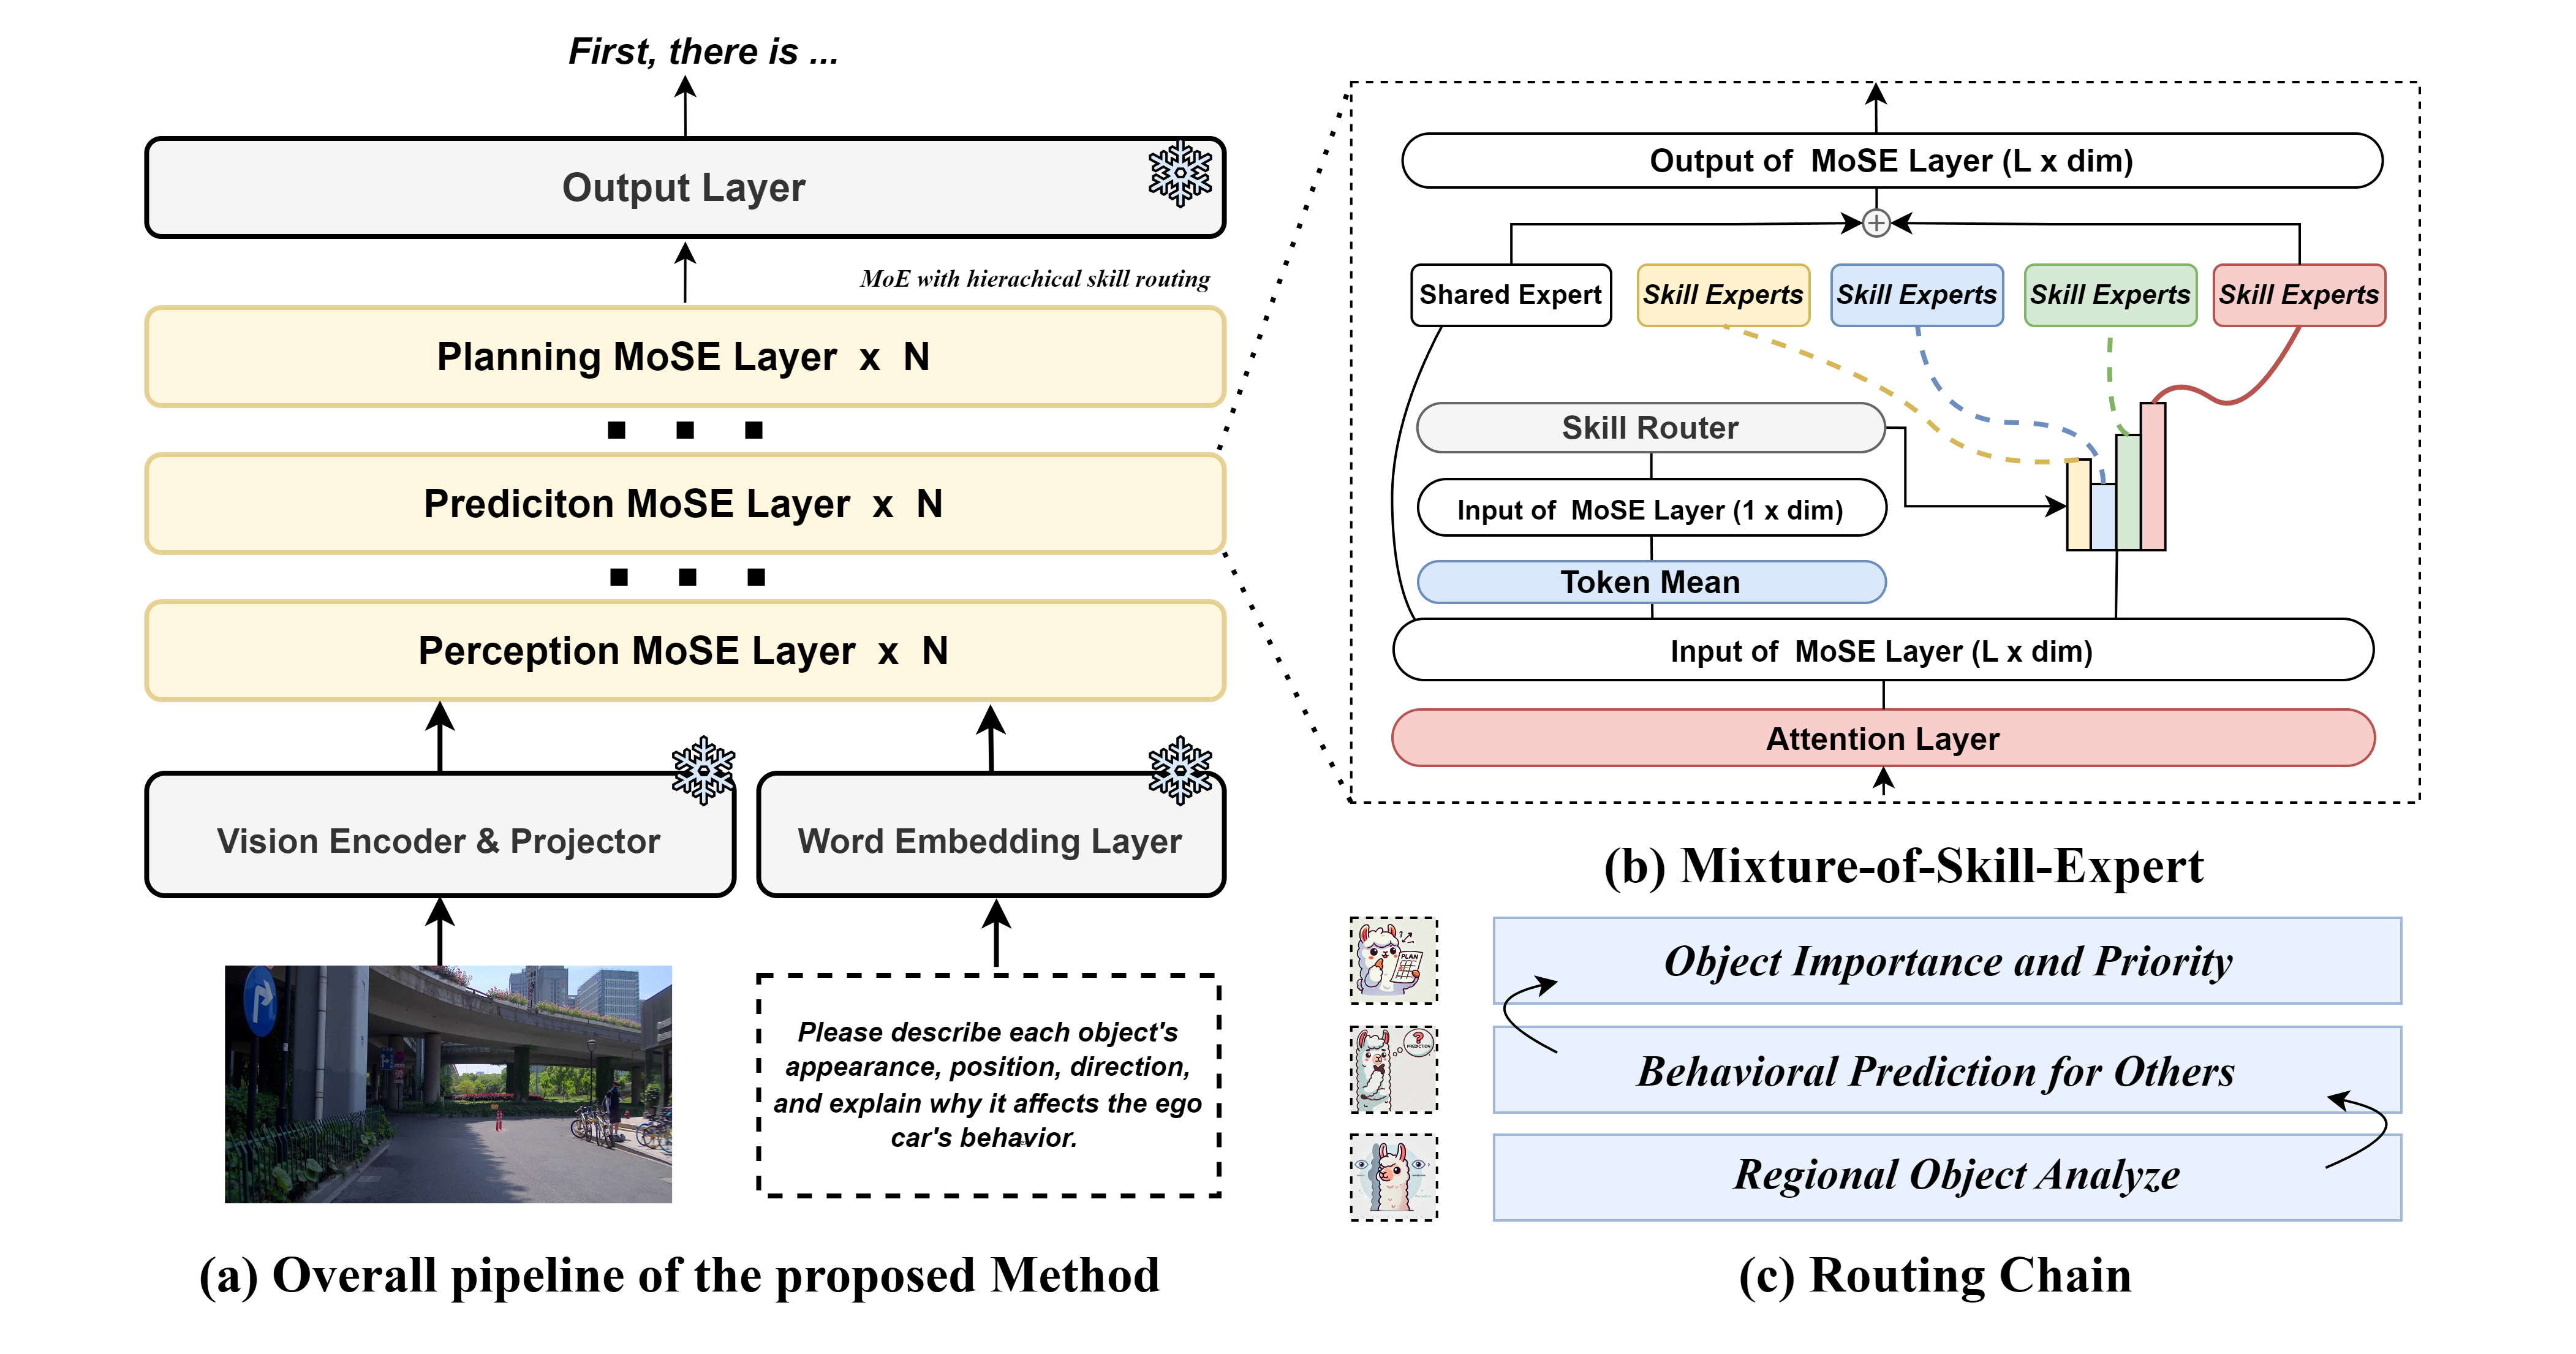 First, there is ...
Output Layer
MoE with hierachical skill routing
Planning MoSE Layer x N
Prediciton MoSE Layer x N
Perception MoSE Layer x N
Vision Encoder & Projector
Word Embedding Layer
Please describe each object's
appearance, position, direction,
and explain why it affects the ego
car's behavior.
(a) Overall pipeline of the proposed Method
Output of MoSE Layer (L x dim)
Shared Expert
Skill Experts
Skill Experts
Skill Experts
Skill Experts
Skill Router
Input of MoSE Layer (1 x dim)
Token Mean
Input of MoSE Layer (L x dim)
Attention Layer
(b) Mixture-of-Skill-Expert
PLAN
Object Importance and Priority
?
PREDICTION
Behavioral Prediction for Others
Regional Object Analyze
(c) Routing Chain